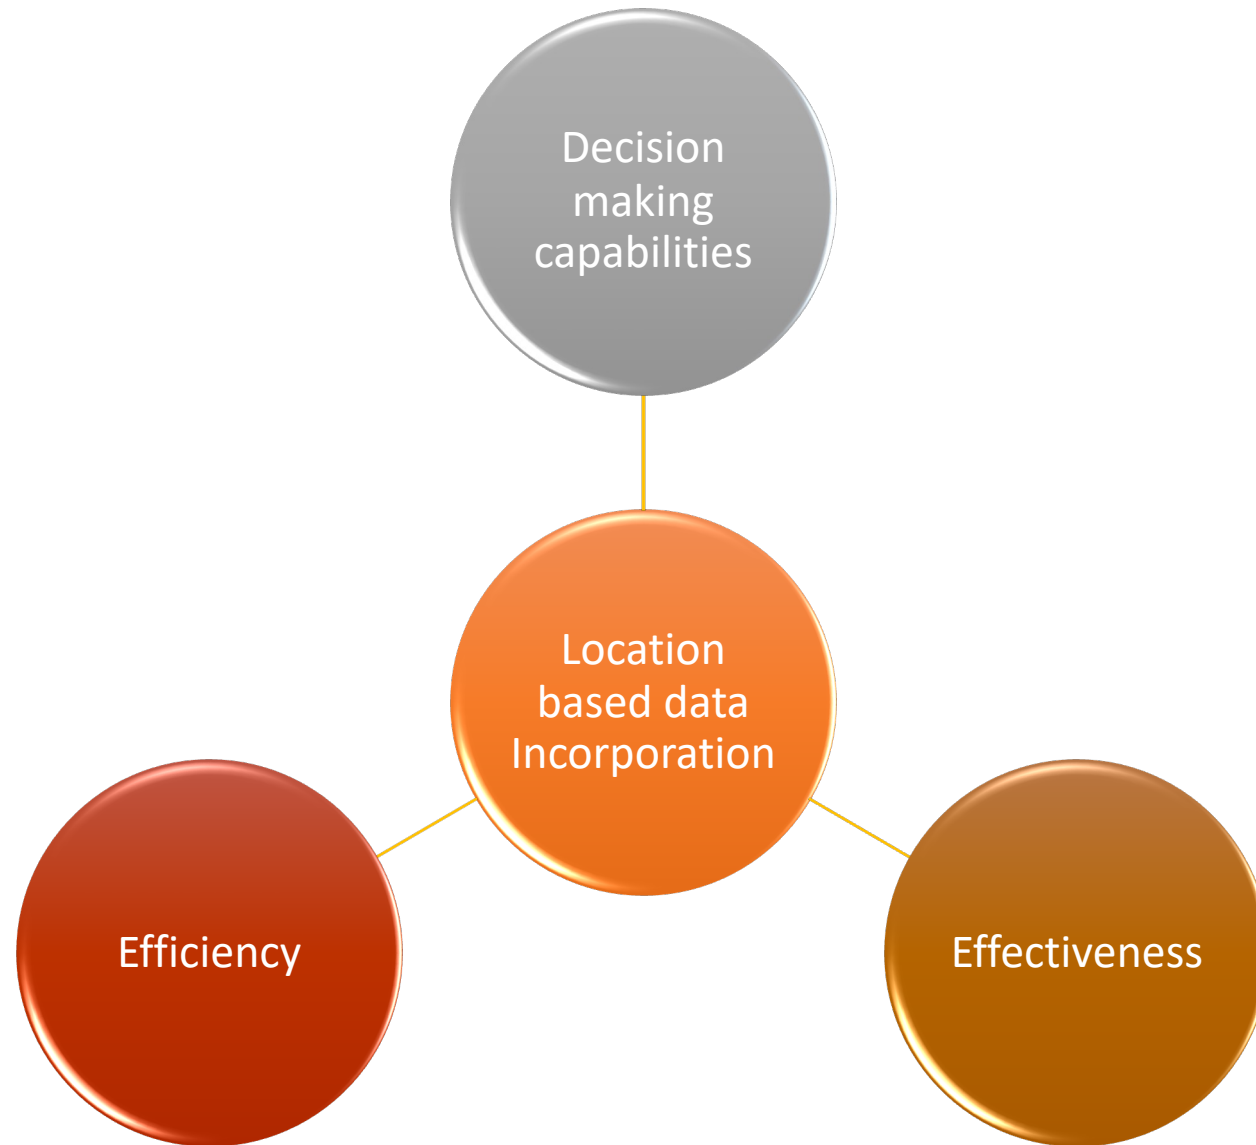 Decision
making
capabilities
Location
based data
Incorporation
Efficiency
Effectiveness